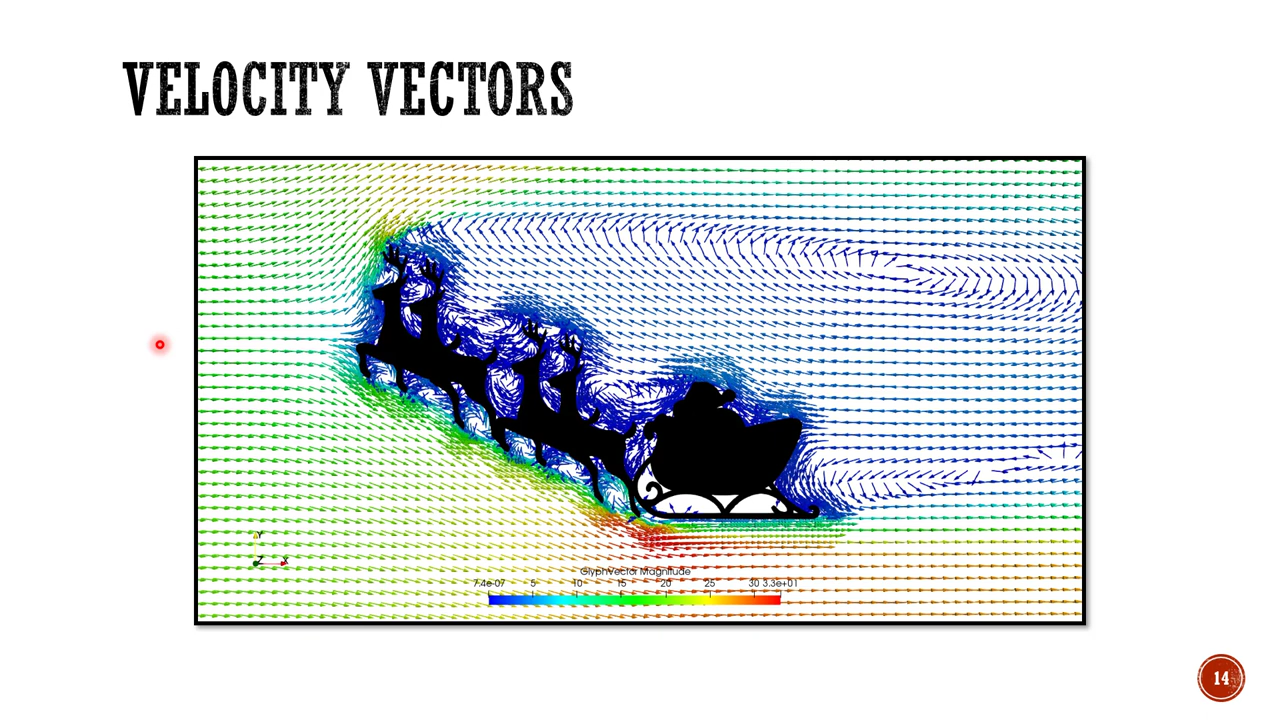 VELOCITY VECTORS
Y
Z X
GlyphVector Magnitude
7.4e-07 5 10 15 20 25 30 3.3e+01
14